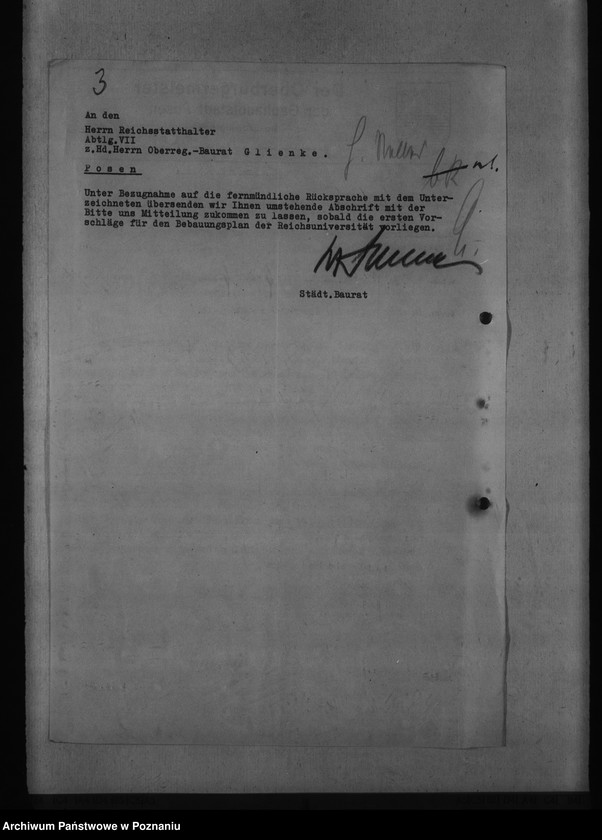 3
An den
Herrn Reichsstatthalter
Abtlg.VII
z.Hd.Herrn Oberreg.-Baurat G l i e n k e .
P o s e n
Unter Bezugnahme auf die fernmündliche Rücksprache mit dem Unter-
zeichneten übersenden wir Ihnen umstehende Abschrift mit der
Bitte uns Mitteilung zukommen zu lassen, sobald die ersten Vor-
schläge für den Bebauungsplan der Reichsuniversität vorliegen.
Städt.Baurat
Archiwum Państwowe w Poznaniu